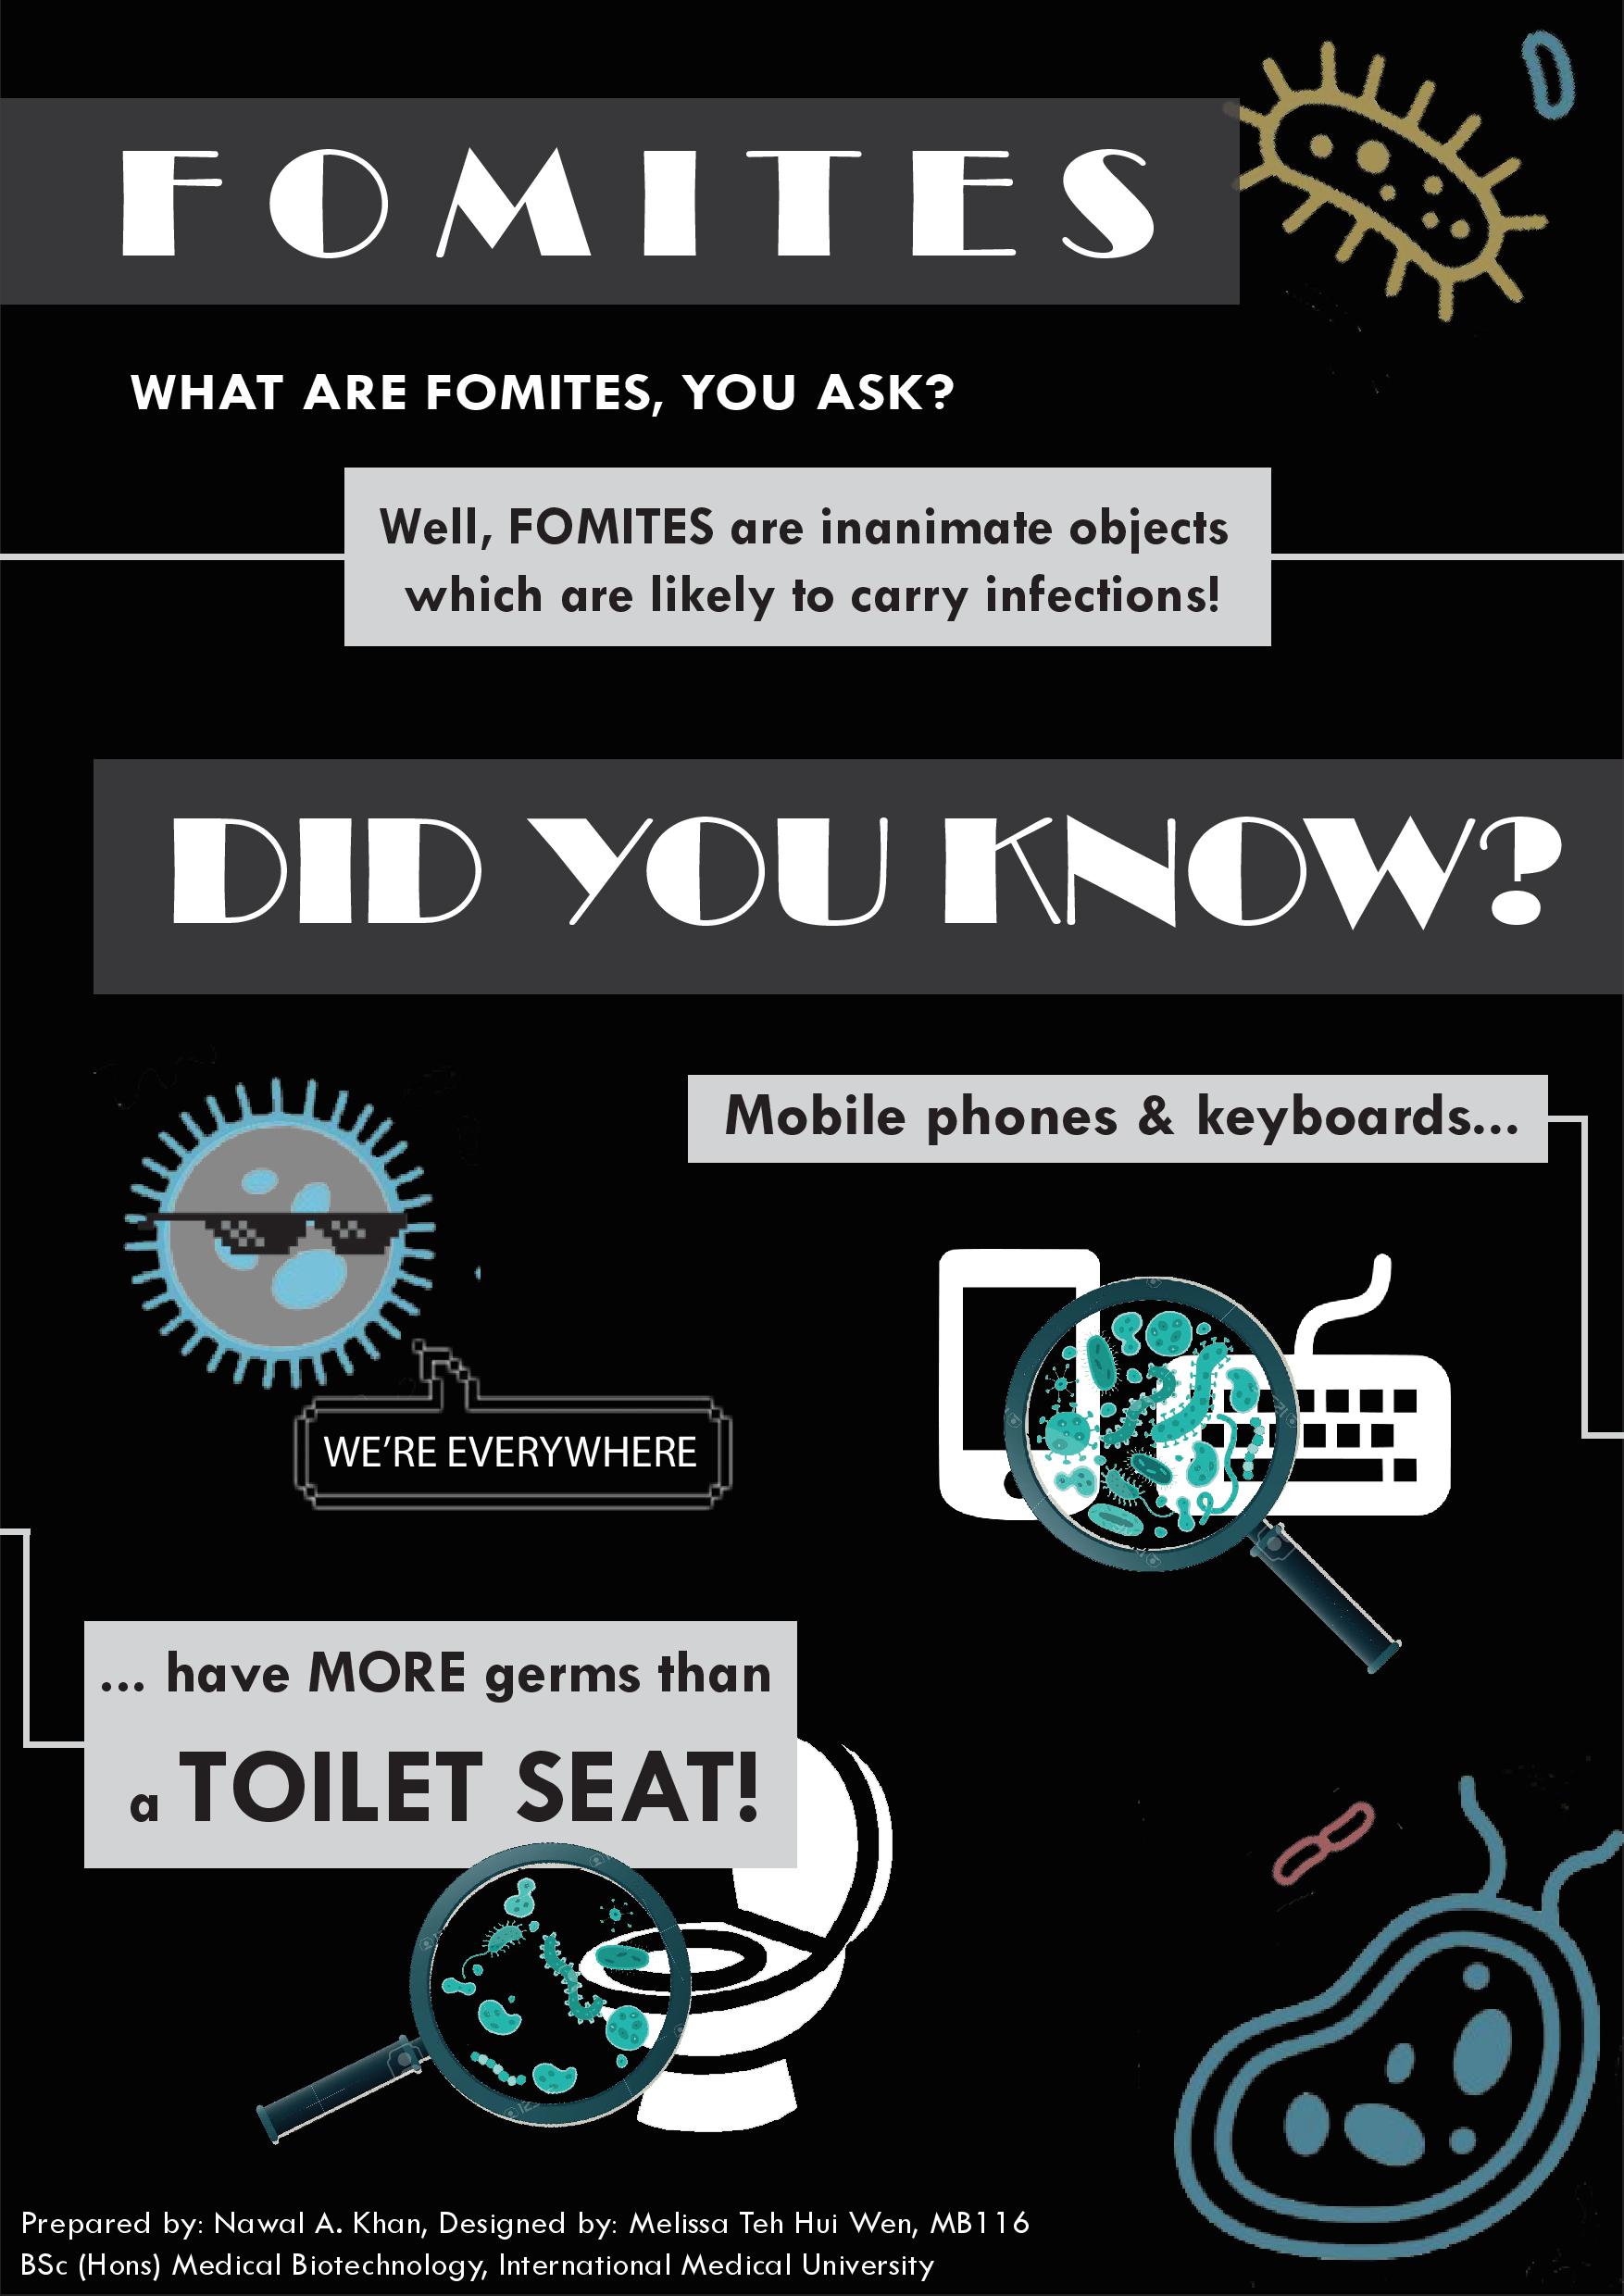 FOMITES
WHAT ARE FOMITES, YOU ASK?
Well, FOMITES are inanimate objects
which are likely to carry infections!
DID YOU KNOW?
Mobile phones & keyboards...
WE'RE EVERYWHERE
... have MORE germs than
a TOILET SEAT!
Prepared by: Nawal A. Khan, Designed by: Melissa Teh Hui Wen, MB116
BSc (Hons) Medical Biotechnology, International Medical University